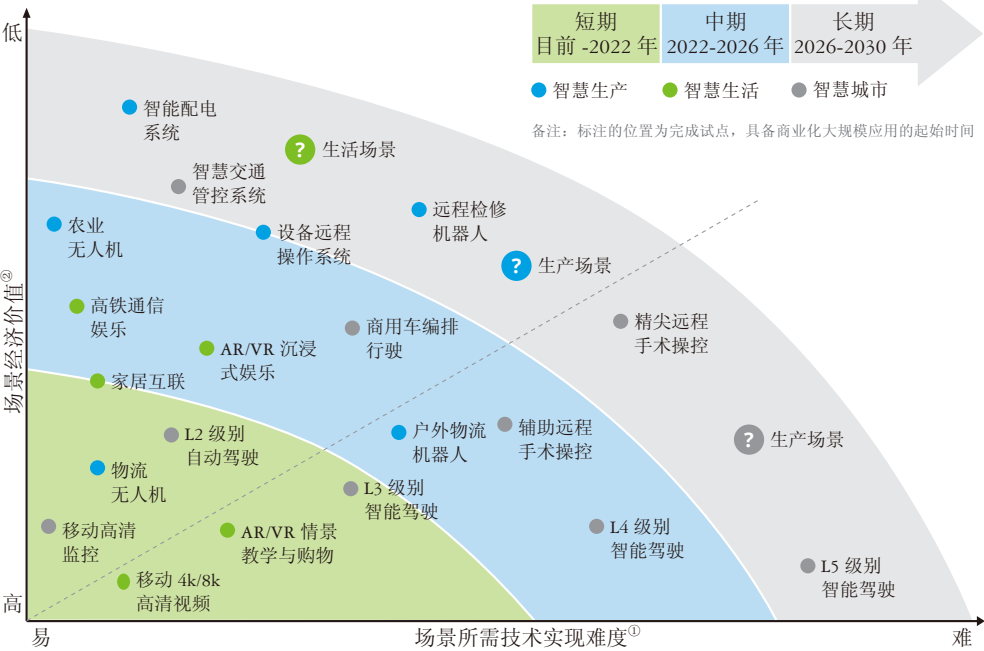 低
短期
目前 -2022 年
中期
2022-2026 年
长期
2026-2030 年
智慧生产
智慧生活
智慧城市
备注：标注的位置为完成试点，具备商业化大规模应用的起始时间
智能配电
系统
?
生活场景
智慧交通
管控系统
远程检修
机器人
农业
无人机
设备远程
操作系统
?
生产场景
高铁通信
娱乐
商用车编排
行驶
精尖远程
手术操控
AR/VR 沉浸
式娱乐
家居互联
L2 级别
自动驾驶
户外物流
机器人
辅助远程
手术操控
?
生产场景
物流
无人机
L3 级别
智能驾驶
移动高清
监控
AR/VR 情景
教学与购物
L4 级别
智能驾驶
移动 4k/8k
高清视频
L5 级别
智能驾驶
场景经济价值②
高
易
场景所需技术实现难度①
难